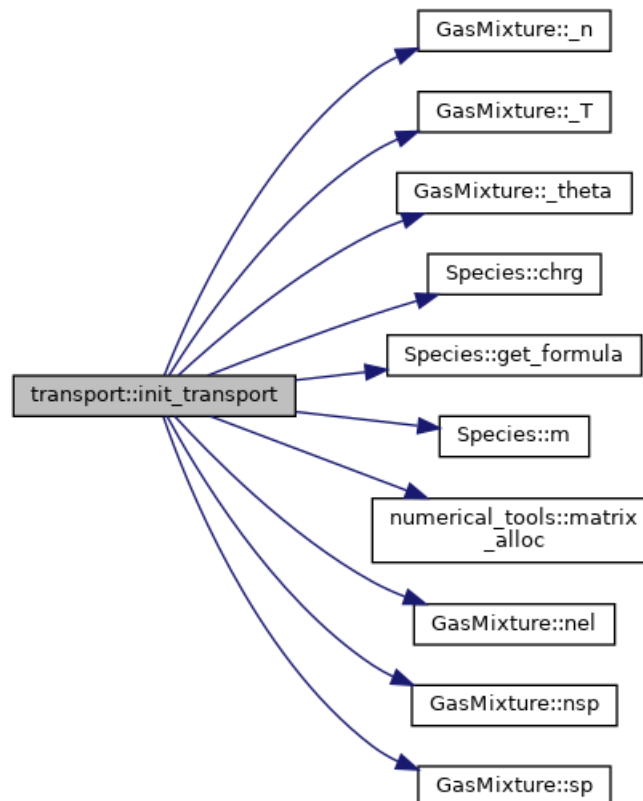 GasMixture::_n
GasMixture::_T
GasMixture::_theta
Species::chrg
Species::get_formula
transport::init_transport
Species::m
numerical_tools::matrix
_alloc
GasMixture::nel
GasMixture::nsp
GasMixture::sp